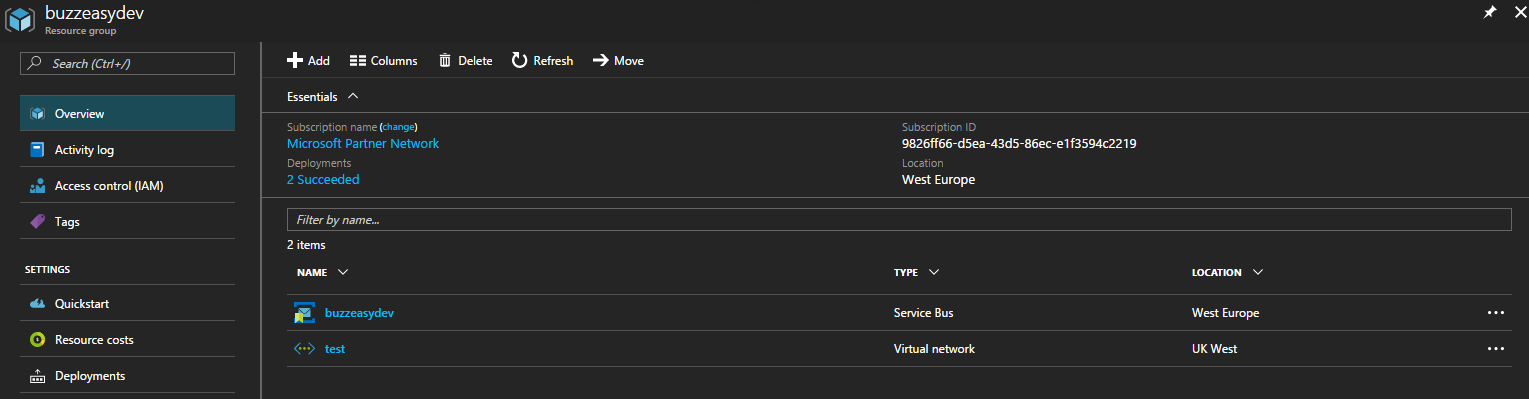 buzzeasydev
Resource group
Search (Ctrl+/)
Overview
Activity log
Access control (IAM)
Tags
SETTINGS
Quickstart
Resource costs
Deployments
Add Columns Delete Refresh Move
Essentials
Subscription name (change)
Microsoft Partner Network
Deployments
2 Succeeded
Subscription ID
9826ff66-d5ea-43d5-86ec-e1f3594c2219
Location
West Europe
Filter by name...
2 items
NAME TYPE LOCATION
buzzeasydev Service Bus West Europe ...
test Virtual network UK West ...